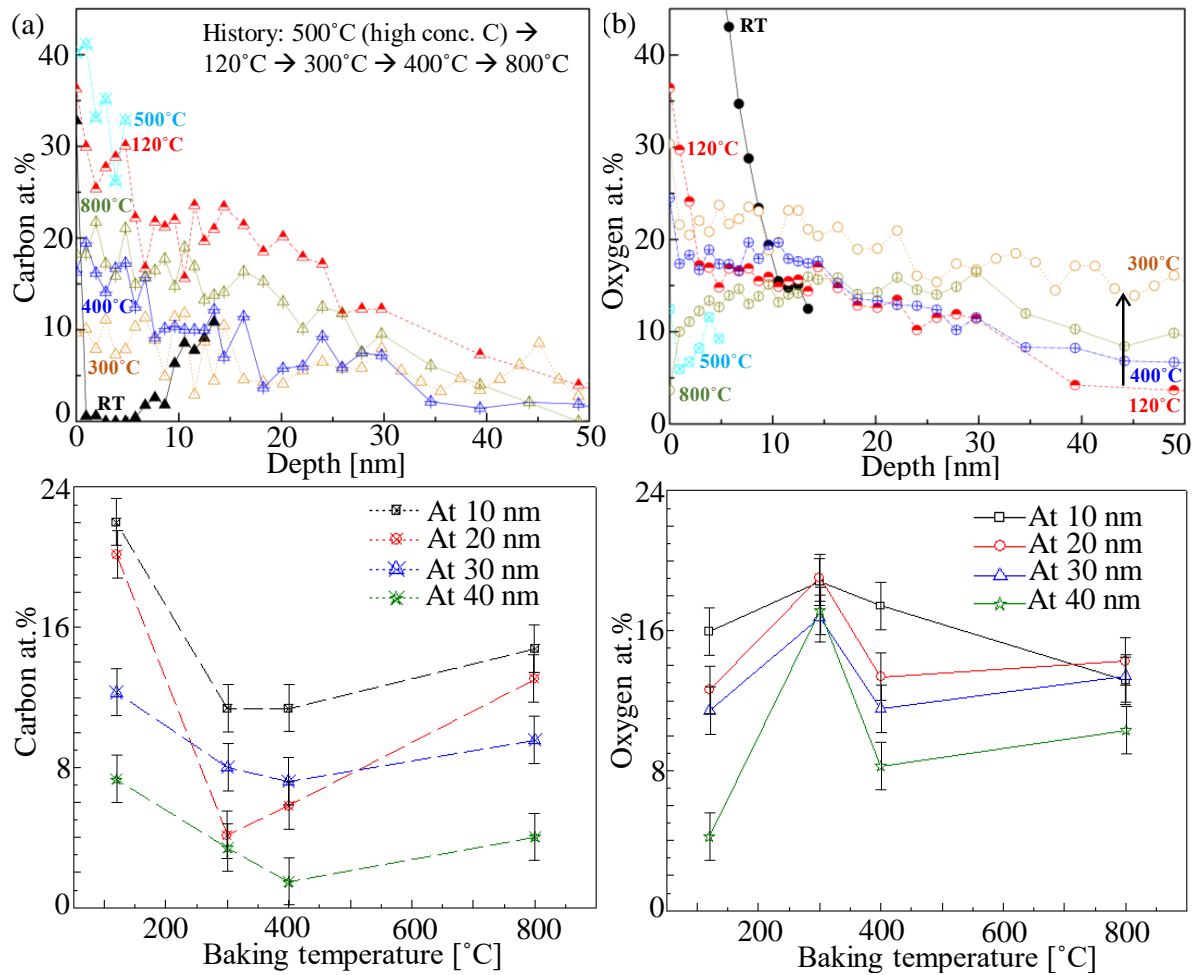 (a)
History: 500˚C (high conc. C) →
120˚C → 300˚C → 400˚C → 800˚C
500˚C
120˚C
800˚C
400˚C
300˚C
RT
Carbon at.%
40
30
20
10
0
0 10 20 30 40 50
Depth [nm]
(b)
RT
120˚C
300˚C
500˚C
400˚C
800˚C
120˚C
Oxygen at.%
40
30
20
10
0
0 10 20 30 40 50
Depth [nm]
At 10 nm
At 20 nm
At 30 nm
At 40 nm
Carbon at.%
24
16
8
0
200 400 600 800
Baking temperature [˚C]
At 10 nm
At 20 nm
At 30 nm
At 40 nm
Oxygen at.%
24
16
8
0
200 400 600 800
Baking temperature [˚C]